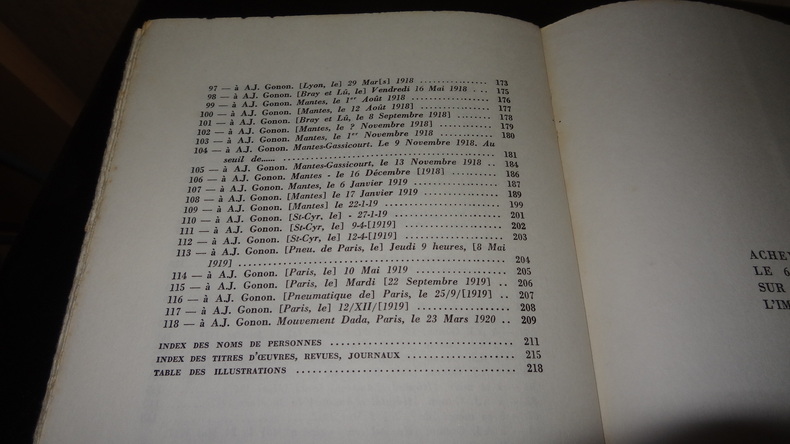 97 — à A.J. Gonon. [Lyon, le] 29 Mar[s] 1918 ................ 173
98 — à A.J. Gonon. [Bray et Lû, le] Vendredi 16 Mai 1918 . . 175
99 — à A.J. Gonon. Mantes, le 1er Août 1918 .................. 176
100 — à A.J. Gonon. [Mantes, le 12 Août 1918] ............... 177
101 — à A.J. Gonon. [Bray et Lû, le 8 Septembre 1918] ....... 178
102 — à A.J. Gonon. [Mantes, le ? Novembre 1918] ............ 179
103 — à A.J. Gonon. Mantes, le 1er Novembre 1918 ............ 180
104 — à A.J. Gonon. Mantes-Gassicourt. Le 9 Novembre 1918. Au
seuil de...... ................................ 181
105 — à A.J. Gonon. Mantes-Gassicourt, le 13 Novembre 1918 .. 184
106 — à A.J. Gonon. Mantes - le 16 Décembre [1918] .......... 186
107 — à A.J. Gonon. Mantes, le 6 Janvier 1919 ............... 187
108 — à A.J. Gonon. [Mantes] le 17 Janvier 1919 ............. 189
109 — à A.J. Gonon. [Mantes] le 22-1-19 ..................... 199
110 — à A.J. Gonon. [St-Cyr, le] - 27-1-19 .................. 201
111 — à A.J. Gonon. [St-Cyr, le] 9-4-[1919] ................. 202
112 — à A.J. Gonon. [St-Cyr, le] 12-4-[1919] ................ 203
113 — à A.J. Gonon. [Pneu. de Paris, le] Jeudi 9 heures, [8 Mai
1919] ......................................... 204
114 — à A.J. Gonon. [Paris, le] 10 Mai 1919 ................. 205
115 — à A.J. Gonon. [Paris, le] Mardi [22 Septembre 1919] .. 206
116 — à A.J. Gonon. [Pneumatique de] Paris, le 25/9/[1919] .. 207
117 — à A.J. Gonon. [Paris, le] 12/XII/[1919] ............... 208
118 — à A.J. Gonon. Mouvement Dada, Paris, le 23 Mars 1920 .. 209
INDEX DES NOMS DE PERSONNES ................................ 211
INDEX DES TITRES D'ŒUVRES, REVUES, JOURNAUX ................ 215
TABLE DES ILLUSTRATIONS .................................... 218
ACHEV
LE 6
SUR
L'IM